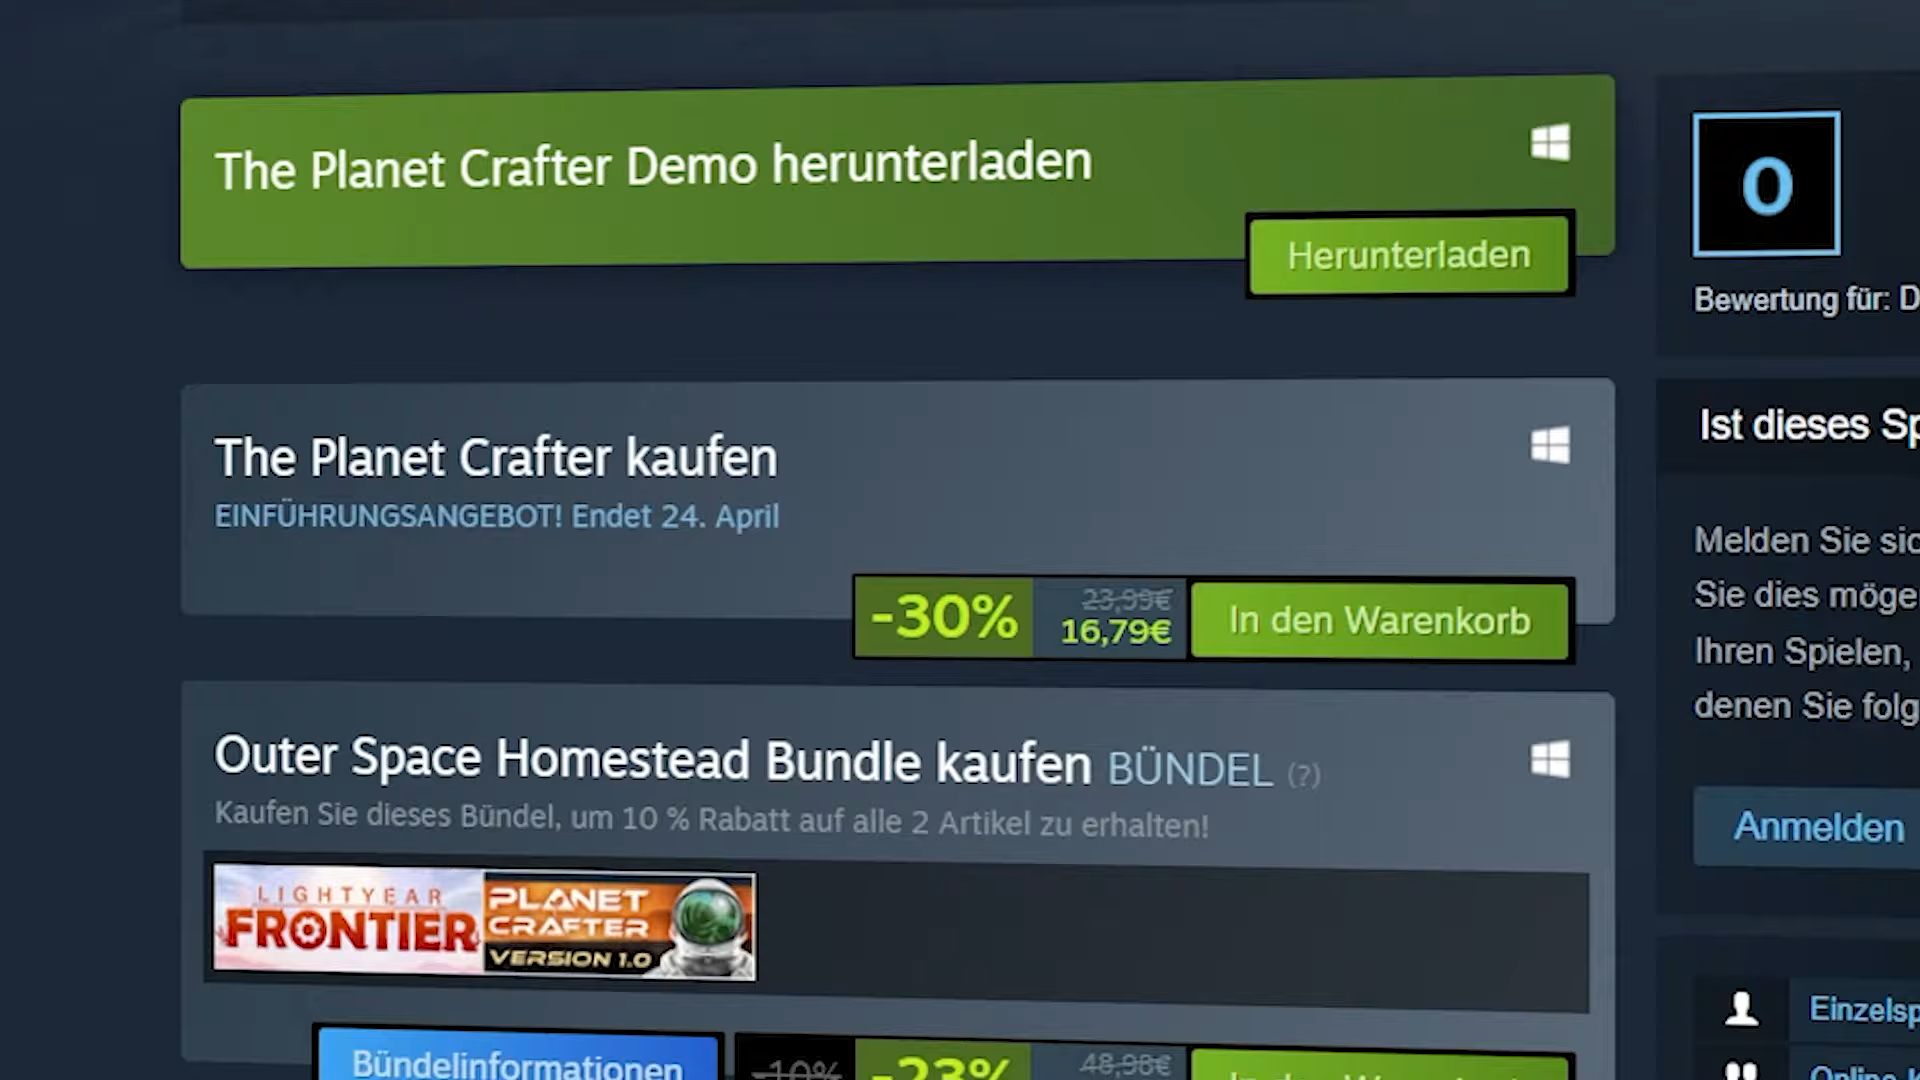 The Planet Crafter Demo herunterladen
Herunterladen
The Planet Crafter kaufen
EINFÜHRUNGSANGEBOT! Endet 24. April
-30%
23,99€
16,79€
In den Warenkorb
Outer Space Homestead Bundle kaufen BÜNDEL (?)
Kaufen Sie dieses Bündel, um 10 % Rabatt auf alle 2 Artikel zu erhalten!
LIGHTYEAR
FRONTIER
PLANET
CRAFTER
VERSION 1.0
Bündelinformationen
-10%
-23%
48,98€
0
Bewertung für: D
Ist dieses Sp
Melden Sie sic
Sie dies möge
Ihren Spielen,
denen Sie folg
Anmelden
Einzelsp